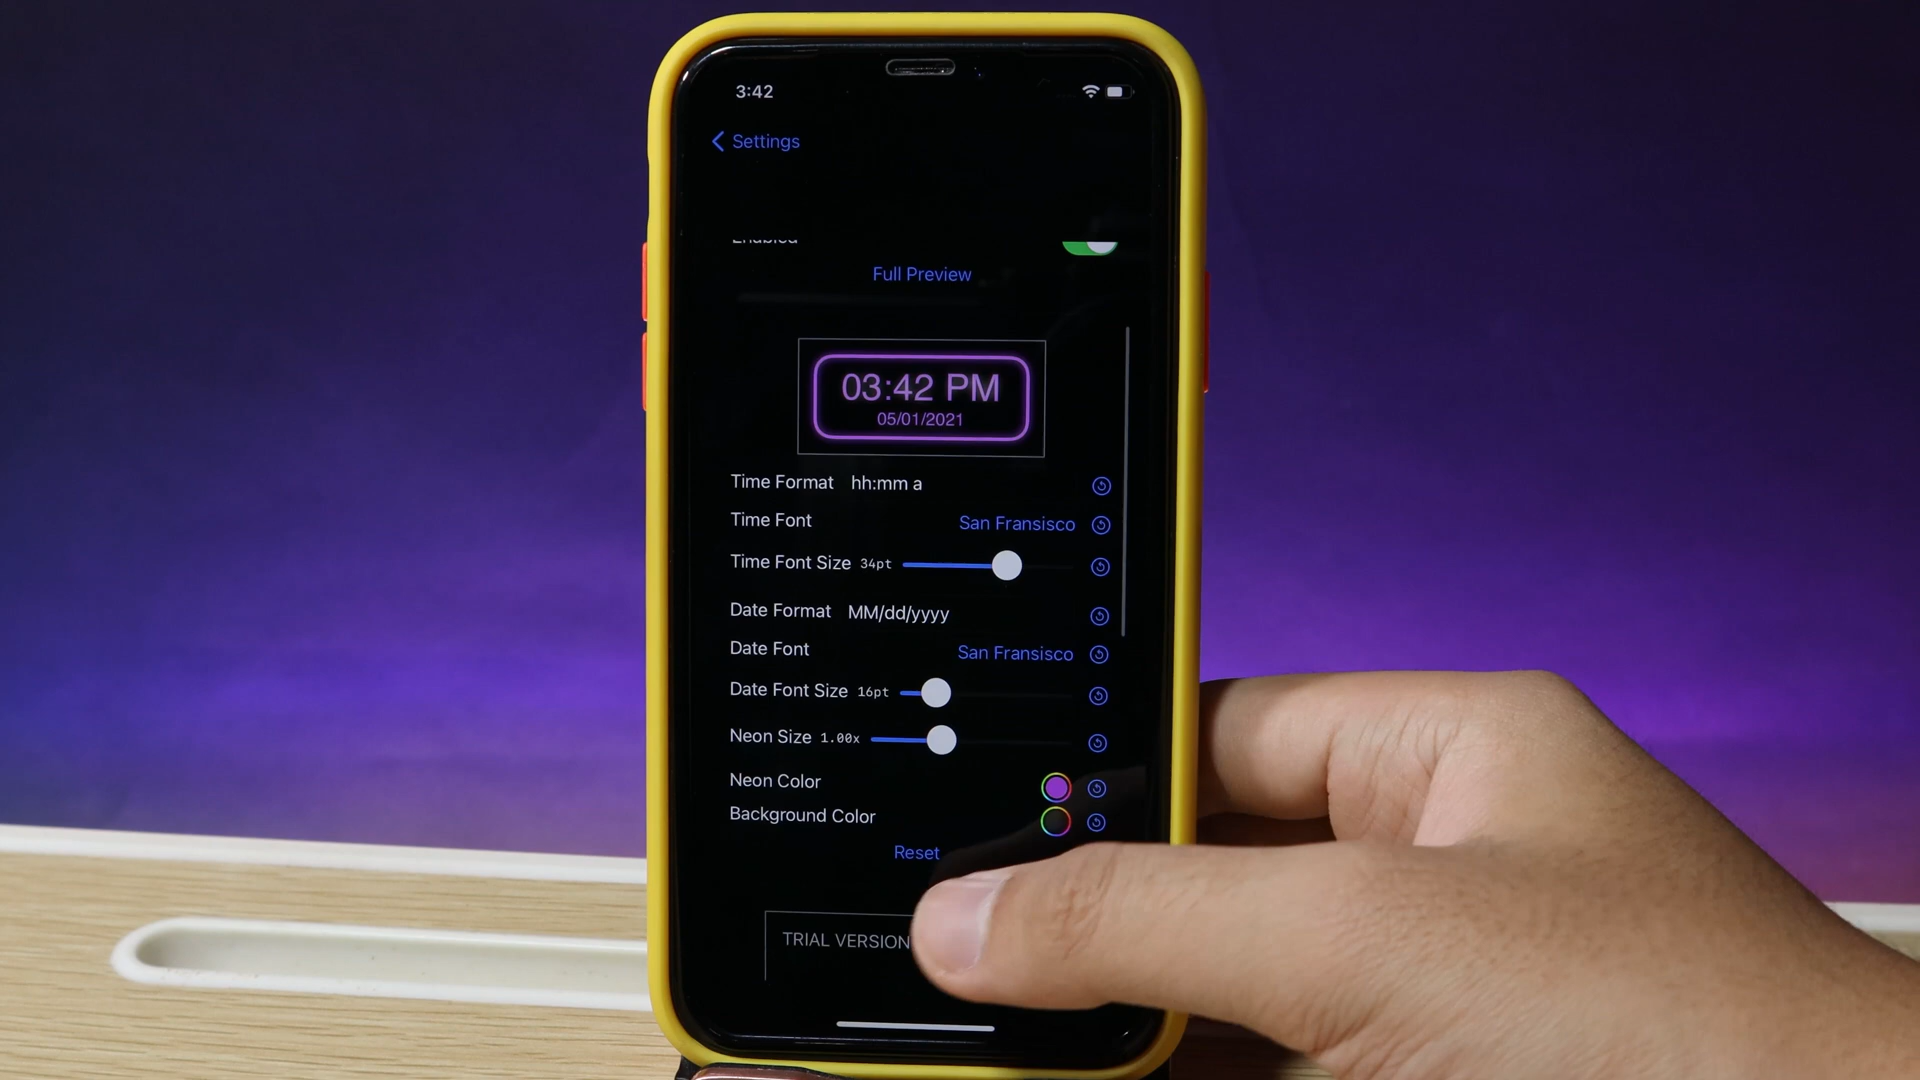 3:42
Settings
Enabled
Full Preview
03:42 PM
05/01/2021
Time Format hh:mm a
Time Font San Fransisco
Time Font Size 34pt
Date Format MM/dd/yyyy
Date Font San Fransisco
Date Font Size 16pt
Neon Size 1.00x
Neon Color
Background Color
Reset
TRIAL VERSION